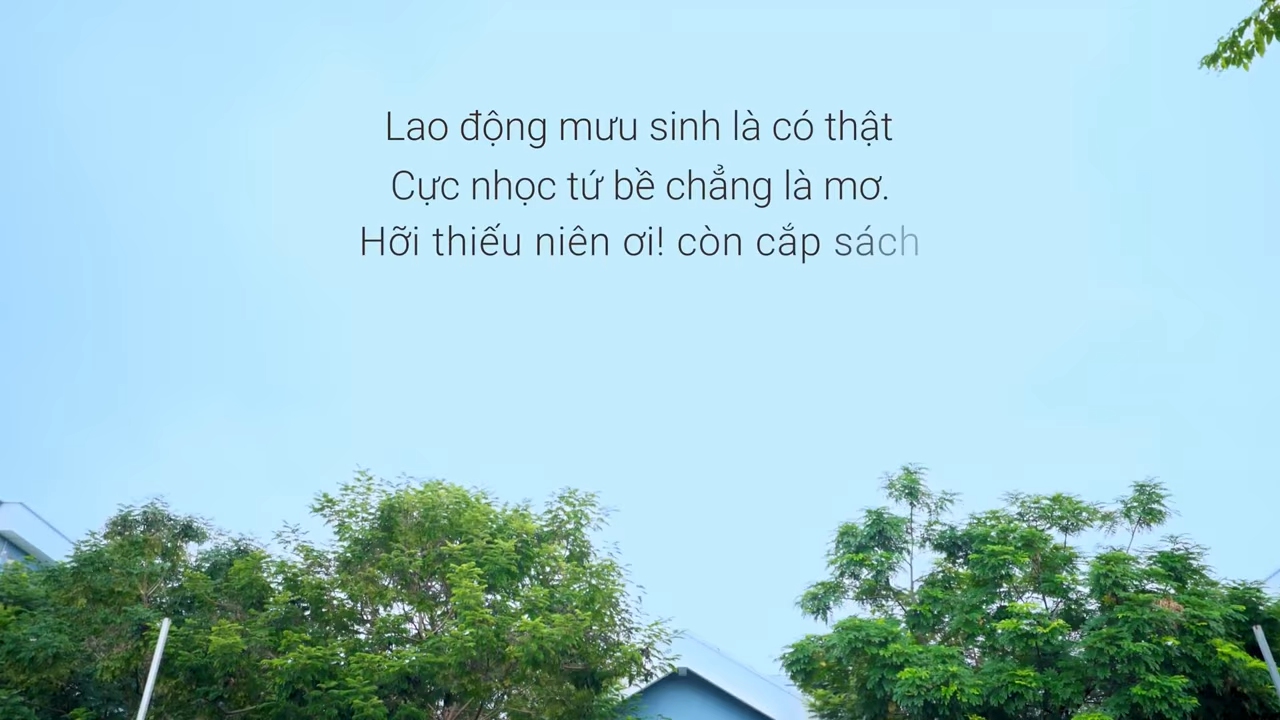 Lao động mưu sinh là có thật
Cực nhọc tứ bề chẳng là mơ.
Hỡi thiếu niên ơi! còn cắp sách